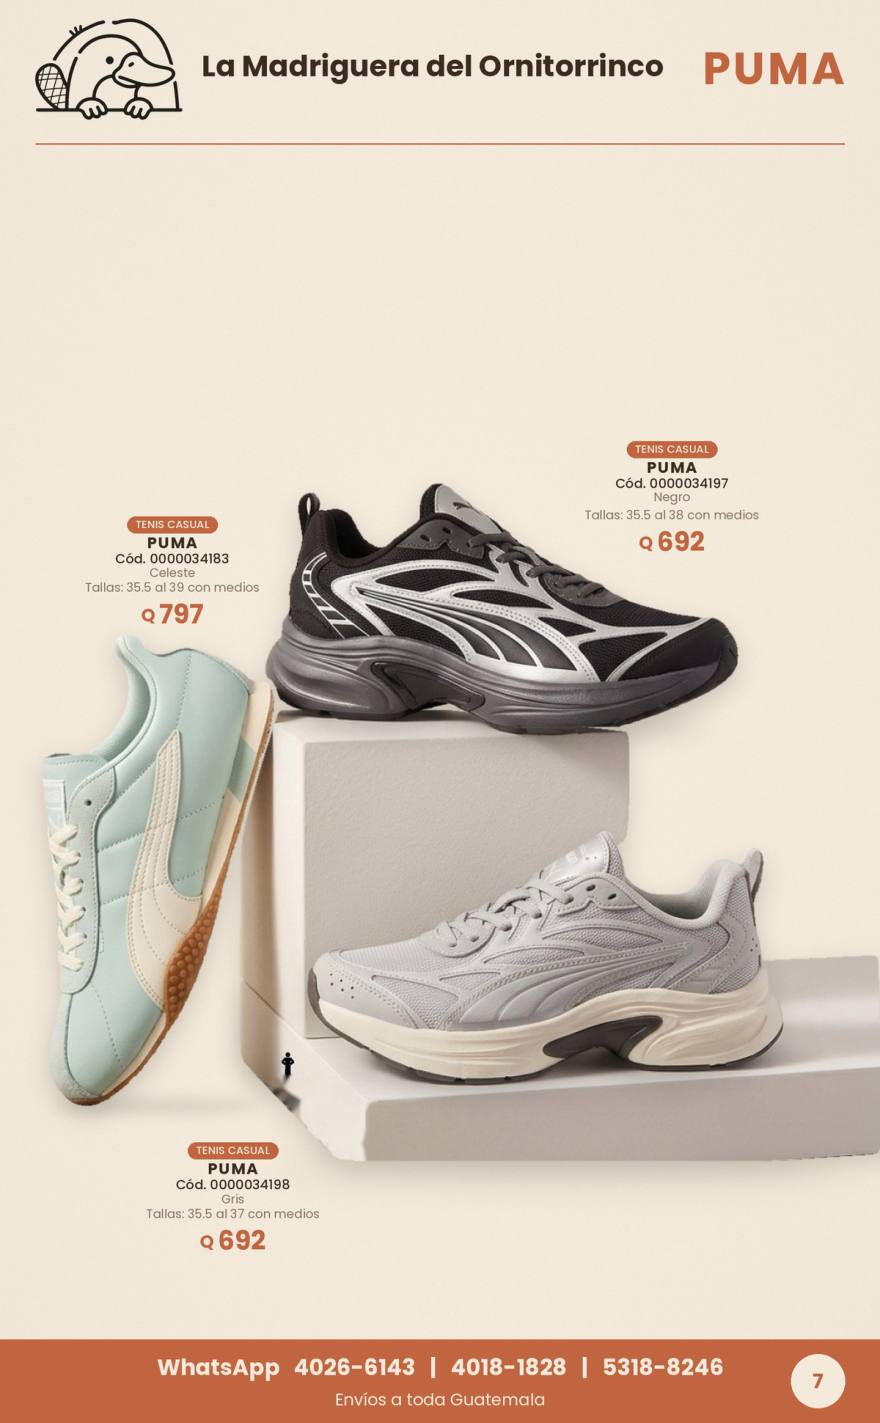 La Madriguera del Ornitorrinco
PUMA
TENIS CASUAL
PUMA
Cód. 0000034197
Negro
Tallas: 35.5 al 38 con medios
Q 692
TENIS CASUAL
PUMA
Cód. 0000034183
Celeste
Tallas: 35.5 al 39 con medios
Q 797
TENIS CASUAL
PUMA
Cód. 0000034198
Gris
Tallas: 35.5 al 37 con medios
Q 692
WhatsApp 4026-6143 | 4018-1828 | 5318-8246
Envíos a toda Guatemala
7